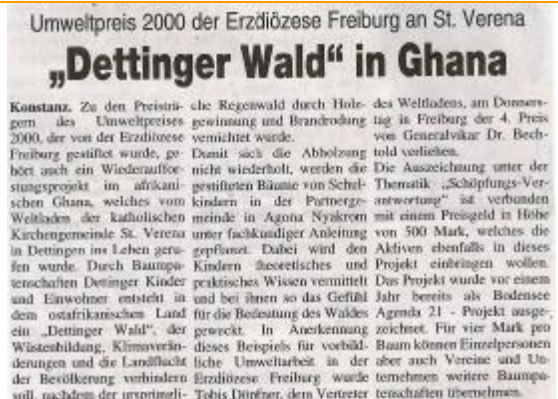 Umweltpreis 2000 der Erzdiözese Freiburg an St. Verena
„Dettinger Wald“ in Ghana
Konstanz. Zu den Preisträ-
gern des Umweltpreises
2000, der von der Erzdiözese
Freiburg gestiftet wurde, ge-
hört auch ein Wiederauffor-
stungsprojekt im afrikani-
schen Ghana, welches vom
Weltladen der katholischen
Kirchengemeinde St. Verena
in Dettingen ins Leben geru-
fen wurde. Durch Baumpa-
tenschaften Dettinger Kinder
und Einwohner entsteht in
dem ostafrikanischen Land
ein „Dettinger Wald“, der
Wüstenbildung, Klimaverän-
derungen und die Landflucht
der Bevölkerung verhindern
soll, nachdem der ursprüngli-
che Regenwald durch Holz-
gewinnung und Brandrodung
vernichtet wurde.
Damit sich die Abholzung
nicht wiederholt, werden die
gestifteten Bäume von Schul-
kindern in der Partnerge-
meinde in Agona Nyakrom
unter fachkundiger Anleitung
gepflanzt. Dabei wird den
Kindern theoretisches und
praktisches Wissen vermittelt
und bei ihnen so das Gefühl
für die Bedeutung des Waldes
geweckt. In Anerkennung
dieses Beispiels für vorbild-
liche Umweltarbeit in der
Erzdiözese Freiburg wurde
Tobis Düpfner, dem Vertreter
des Weltladens, am Donners-
tag in Freiburg der 4. Preis
von Generalvikar Dr. Bech-
told verliehen.
Die Auszeichnung unter der
Thematik „Schöpfungs-Ver-
antwortung“ ist verbunden
mit einem Preisgeld in Höhe
von 500 Mark, welches die
Aktiven ebenfalls in dieses
Projekt einbringen wollen.
Das Projekt wurde vor einem
Jahr bereits als Bodensee
Agenda 21 - Projekt ausge-
zeichnet. Für vier Mark pro
Baum können Einzelpersonen
aber auch Vereine und Un-
ternehmen weitere Baumpa-
tenschaften übernehmen.